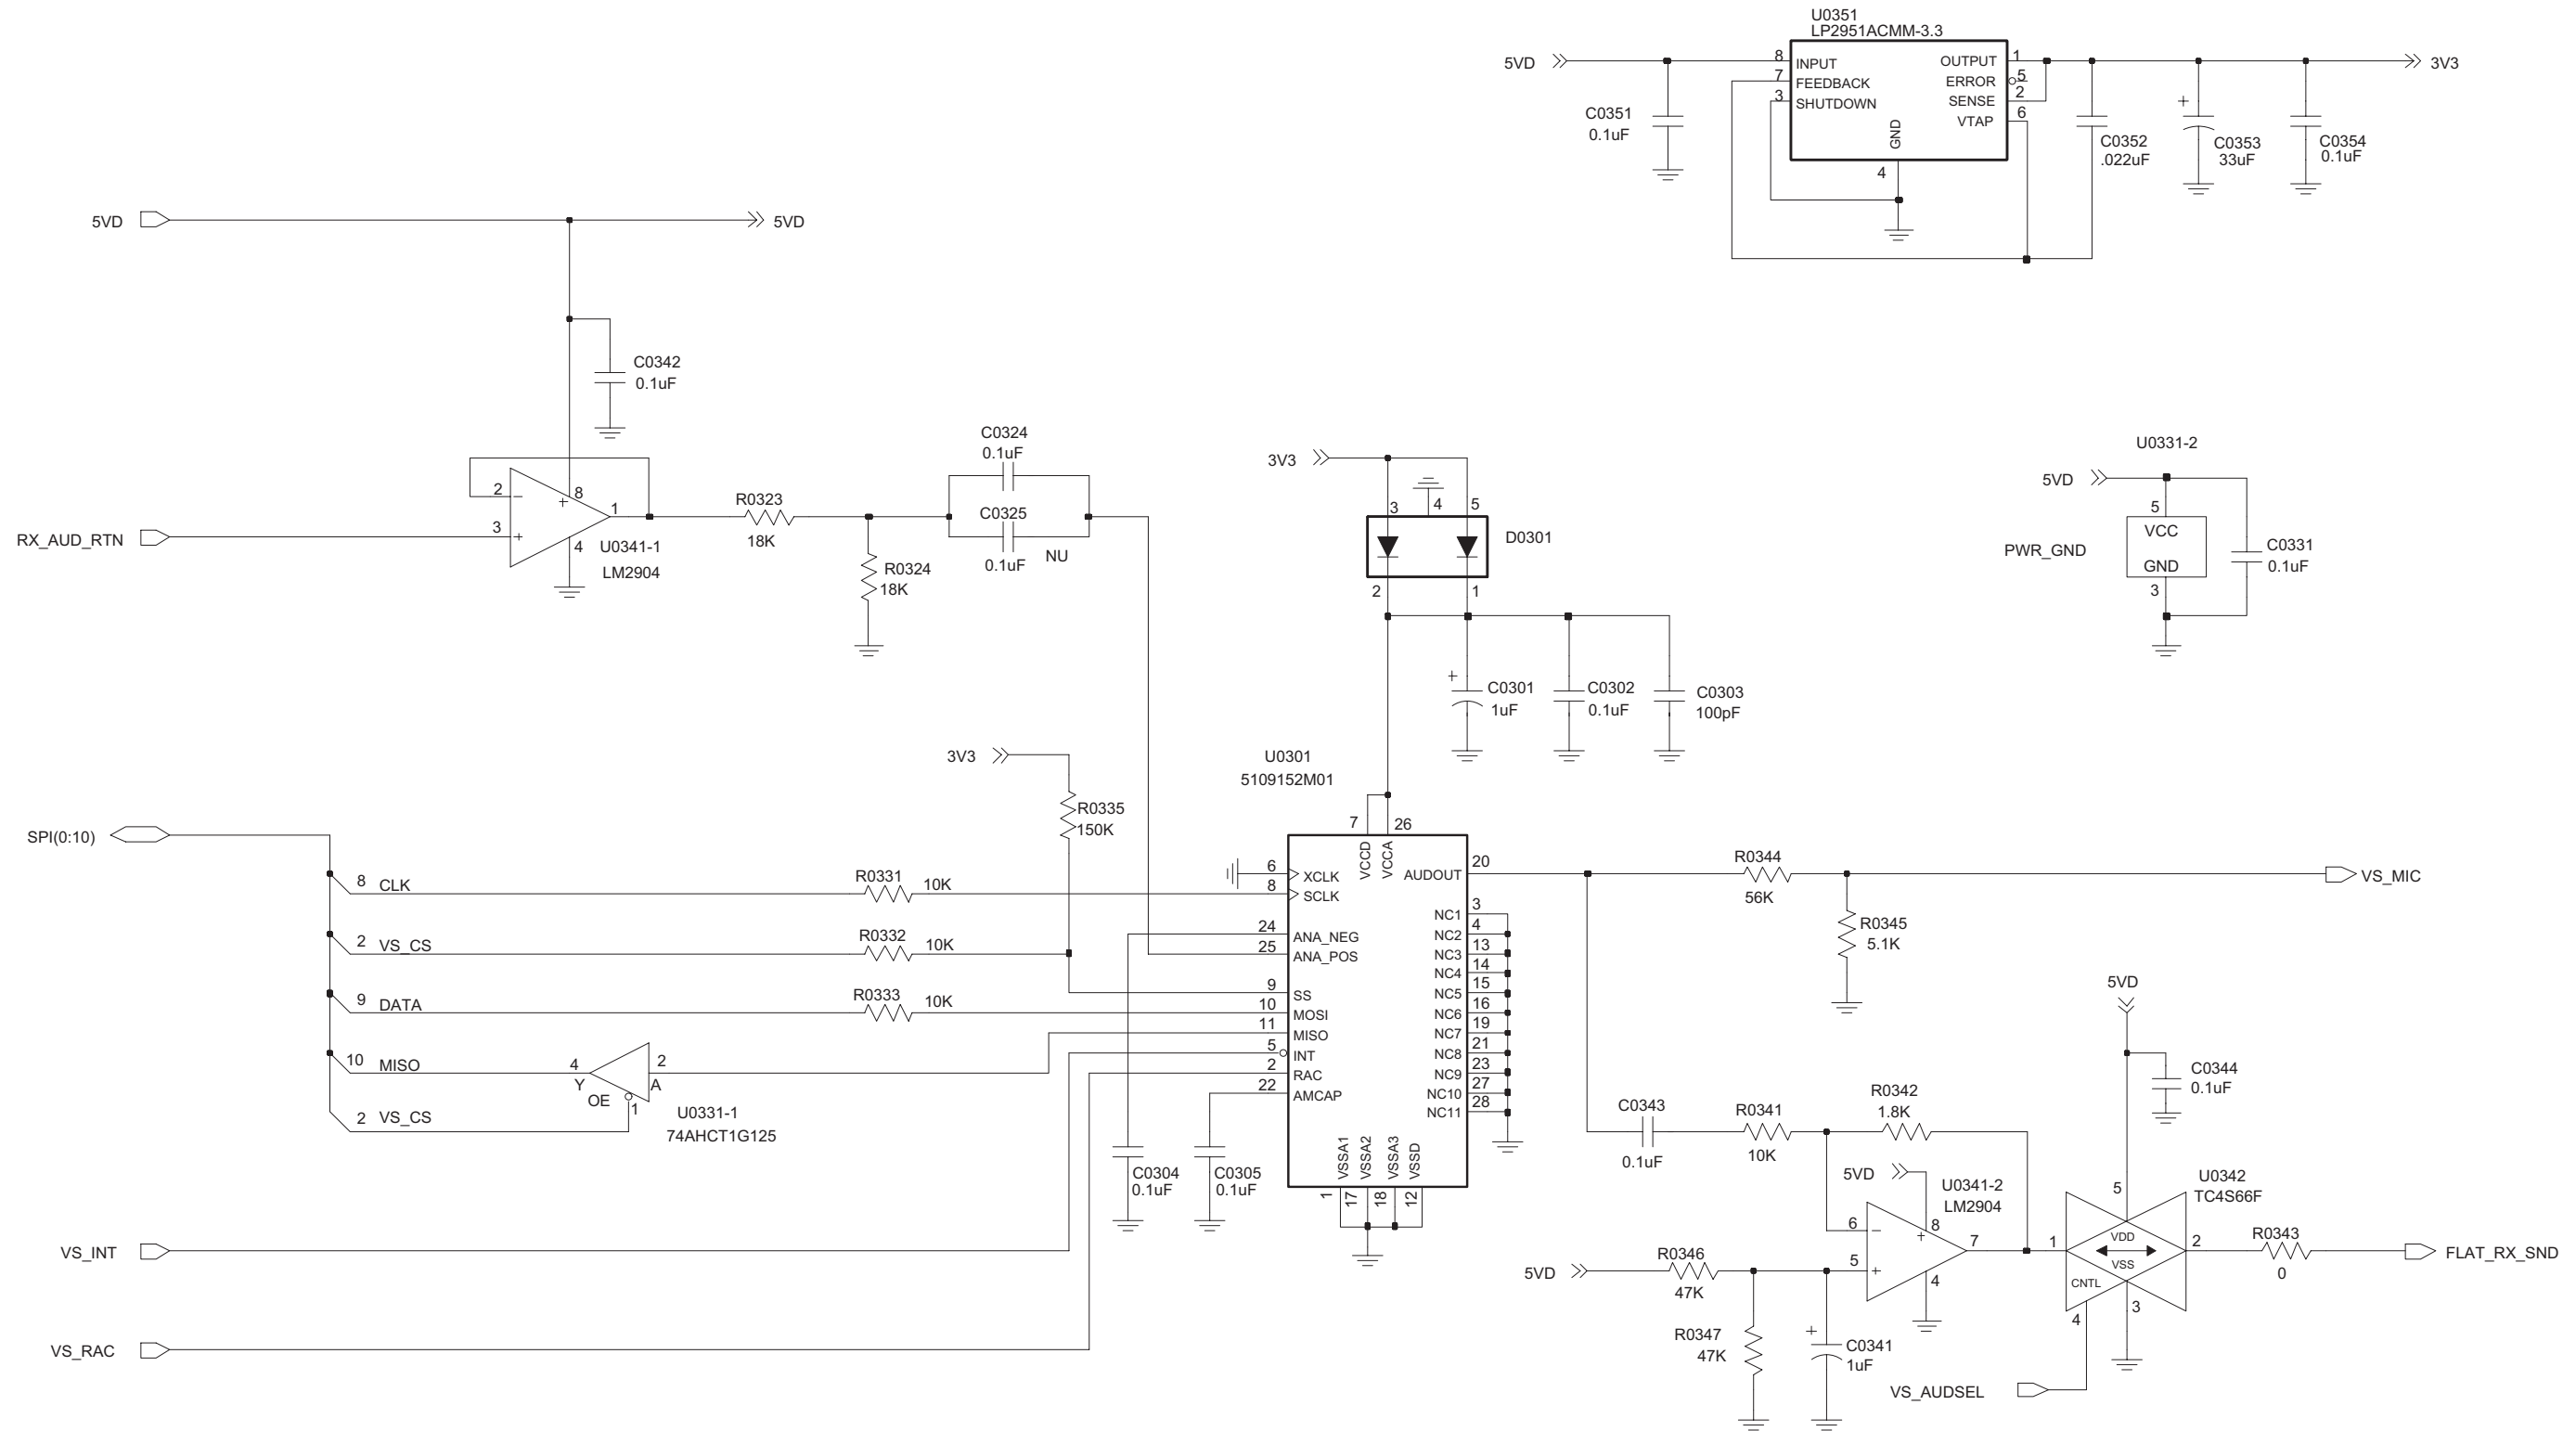 U0351
LP2951ACMM-3.3
5VD
8
INPUT
7
FEEDBACK
3
SHUTDOWN
GND
4
OUTPUT
1
ERROR
5
SENSE
2
VTAP
6
3V3
C0351
0.1uF
C0352
.022uF
+
C0353
33uF
C0354
0.1uF
5VD
5VD
C0342
0.1uF
RX_AUD_RTN
2
−
3
+
+
8
1
4
U0341-1
LM2904
R0323
18K
R0324
18K
C0324
0.1uF
C0325
0.1uF
NU
3V3
3
4
5
D0301
2
1
+
C0301
1uF
C0302
0.1uF
C0303
100pF
U0331-2
5VD
5
VCC
PWR_GND
GND
3
C0331
0.1uF
3V3
R0335
150K
U0301
5109152M01
7
26
VCCD
VCCA
SPI(0:10)
8 CLK
R0331
10K
2 VS_CS
R0332
10K
9 DATA
R0333
10K
10 MISO
4
Y
OE
1
A
2
2 VS_CS
U0331-1
74AHCT1G125
6
XCLK
8
SCLK
24
ANA_NEG
25
ANA_POS
9
SS
10
MOSI
11
MISO
5
INT
2
RAC
22
AMCAP
AUDOUT
20
NC1
3
NC2
4
NC3
13
NC4
14
NC5
15
NC6
16
NC7
19
NC8
21
NC9
23
NC10
27
NC11
28
VSSA1
VSSA2
VSSA3
VSSD
1
17
18
12
C0304
0.1uF
C0305
0.1uF
VS_INT
VS_RAC
R0344
56K
VS_MIC
R0345
5.1K
C0343
0.1uF
R0341
10K
R0342
1.8K
5VD
U0341-2
LM2904
6
−
5
+
8
+
7
4
5VD
R0346
47K
R0347
47K
+
C0341
1uF
5VD
C0344
0.1uF
U0342
TC4S66F
5
VDD
VSS
CNTL
1
2
3
4
R0343
0
FLAT_RX_SND
VS_AUDSEL